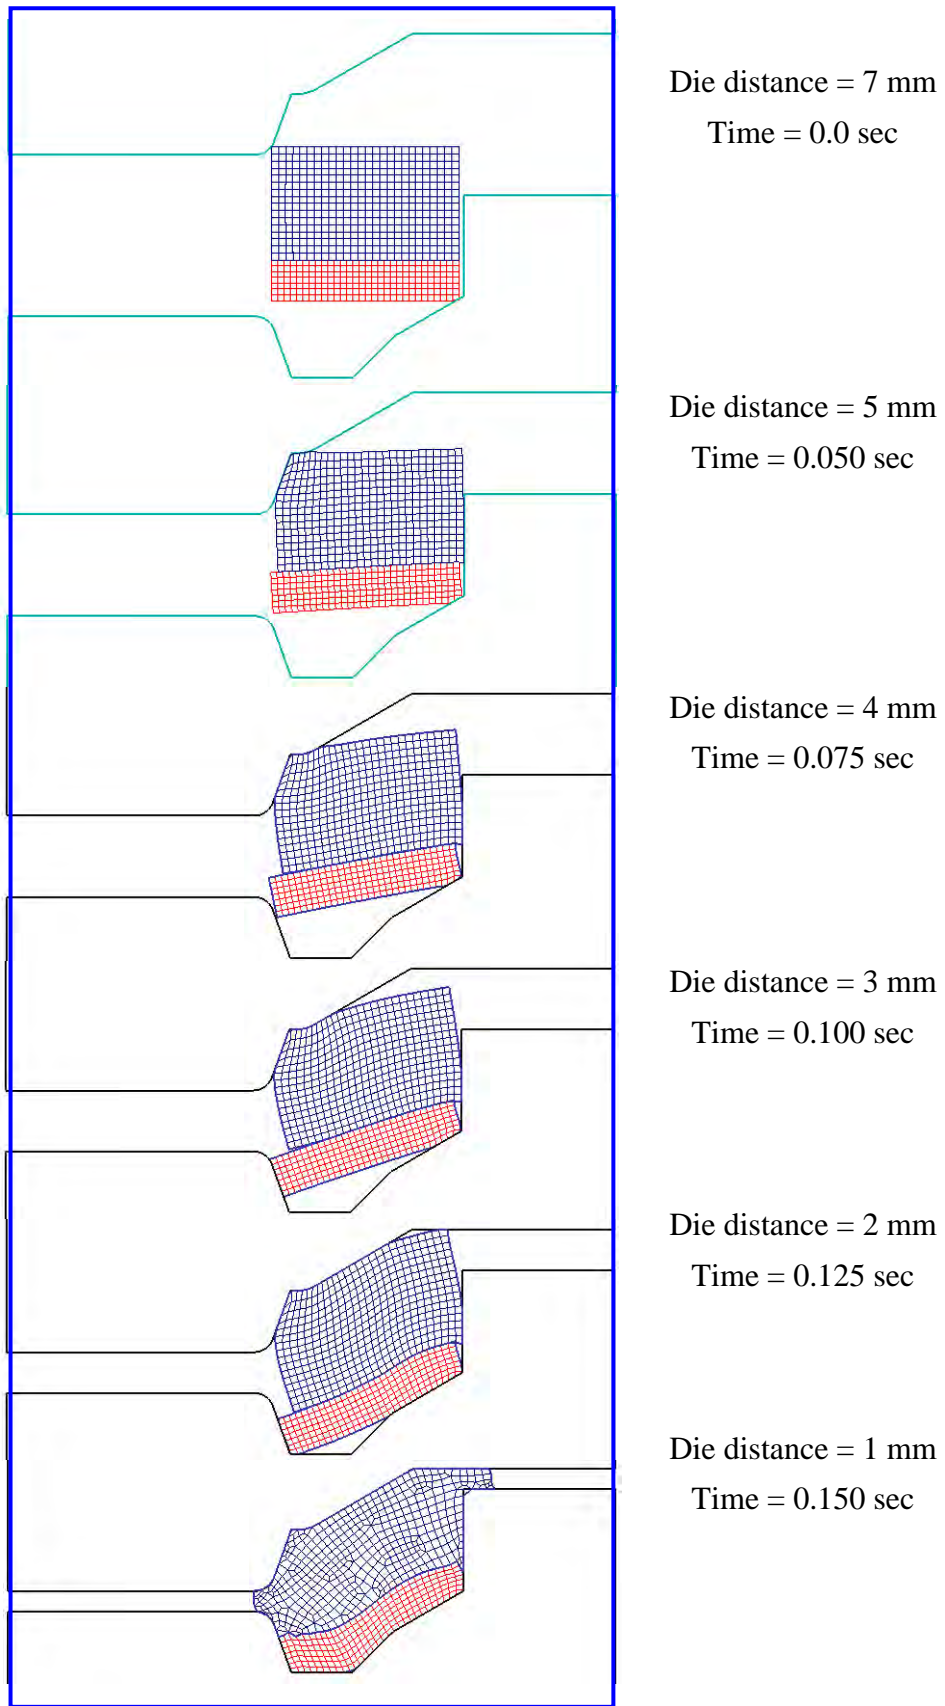 Die distance = 7 mm
Time = 0.0 sec
Die distance = 5 mm
Time = 0.050 sec
Die distance = 4 mm
Time = 0.075 sec
Die distance = 3 mm
Time = 0.100 sec
Die distance = 2 mm
Time = 0.125 sec
Die distance = 1 mm
Time = 0.150 sec